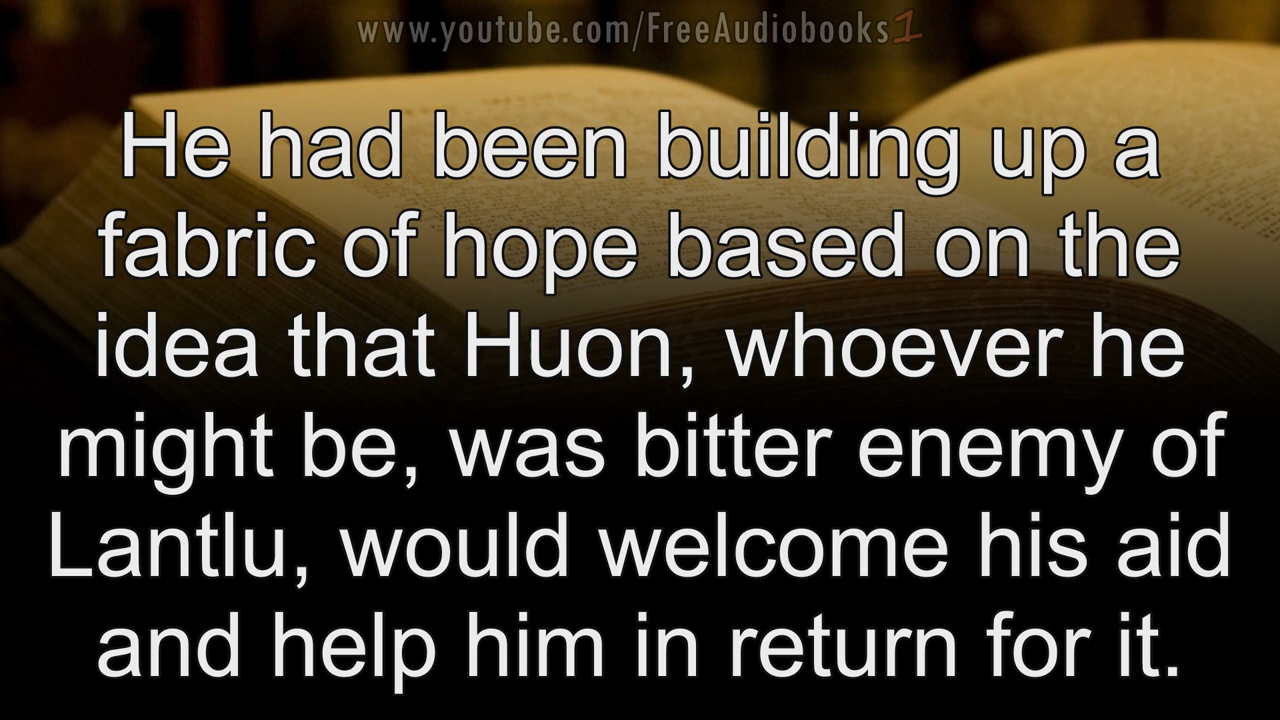 www.youtube.com/FreeAudiobooks1
He had been building up a
fabric of hope based on the
idea that Huon, whoever he
might be, was bitter enemy of
Lantlu, would welcome his aid
and help him in return for it.